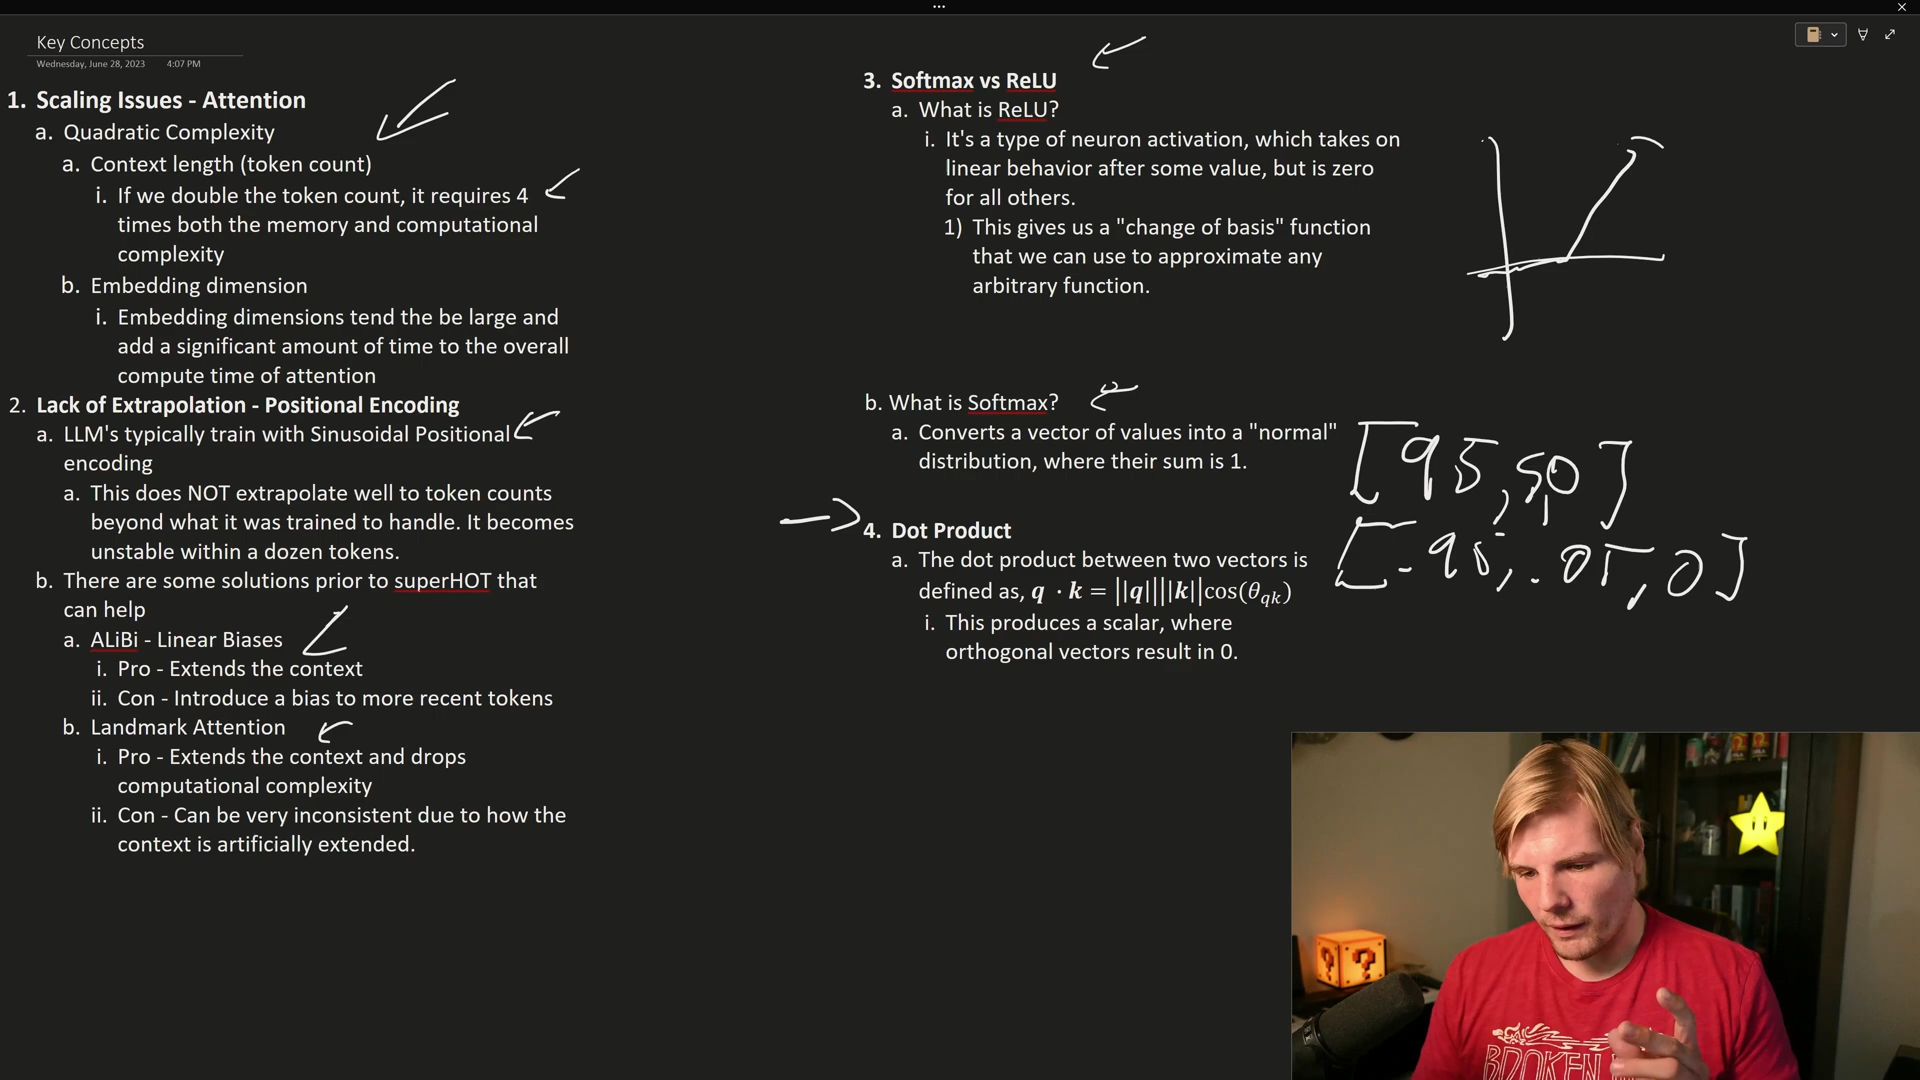 Key Concepts
Wednesday, June 28, 2023 4:07 PM
1. Scaling Issues - Attention
a. Quadratic Complexity
a. Context length (token count)
i. If we double the token count, it requires 4
times both the memory and computational
complexity
b. Embedding dimension
i. Embedding dimensions tend the be large and
add a significant amount of time to the overall
compute time of attention
2. Lack of Extrapolation - Positional Encoding
a. LLM's typically train with Sinusoidal Positional
encoding
a. This does NOT extrapolate well to token counts
beyond what it was trained to handle. It becomes
unstable within a dozen tokens.
b. There are some solutions prior to superHOT that
can help
a. ALiBi - Linear Biases
i. Pro - Extends the context
ii. Con - Introduce a bias to more recent tokens
b. Landmark Attention
i. Pro - Extends the context and drops
computational complexity
ii. Con - Can be very inconsistent due to how the
context is artificially extended.
3. Softmax vs ReLU
a. What is ReLU?
i. It's a type of neuron activation, which takes on
linear behavior after some value, but is zero
for all others.
1) This gives us a "change of basis" function
that we can use to approximate any
arbitrary function.
b. What is Softmax?
a. Converts a vector of values into a "normal"
distribution, where their sum is 1.
4. Dot Product
a. The dot product between two vectors is
defined as, q · k = ||q||||k||cos(θqk)
i. This produces a scalar, where
orthogonal vectors result in 0.
[.95, .05, 0]
BROKEN